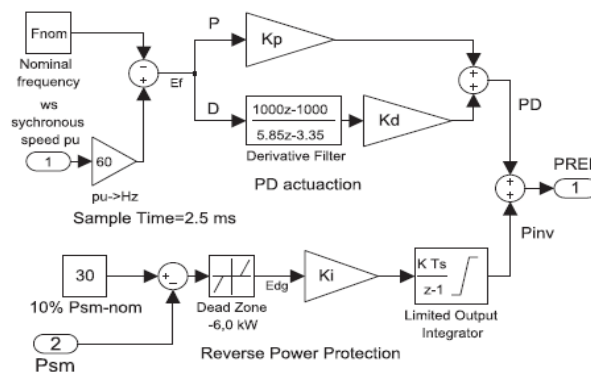 Fnom
Nominal
frequency
ws
sychronous
speed pu
1
60
pu->Hz
Sample Time=2.5 ms
−
+
Ef
P
Kp
D
1000z-1000
5.85z-3.35
Derivative Filter
Kd
PD actuaction
+
+
PD
+
+
PREF
1
Pinv
30
10% Psm-nom
2
Psm
+
−
Dead Zone
-6,0 kW
Edg
Ki
K Ts
z-1
Limited Output
Integrator
Reverse Power Protection